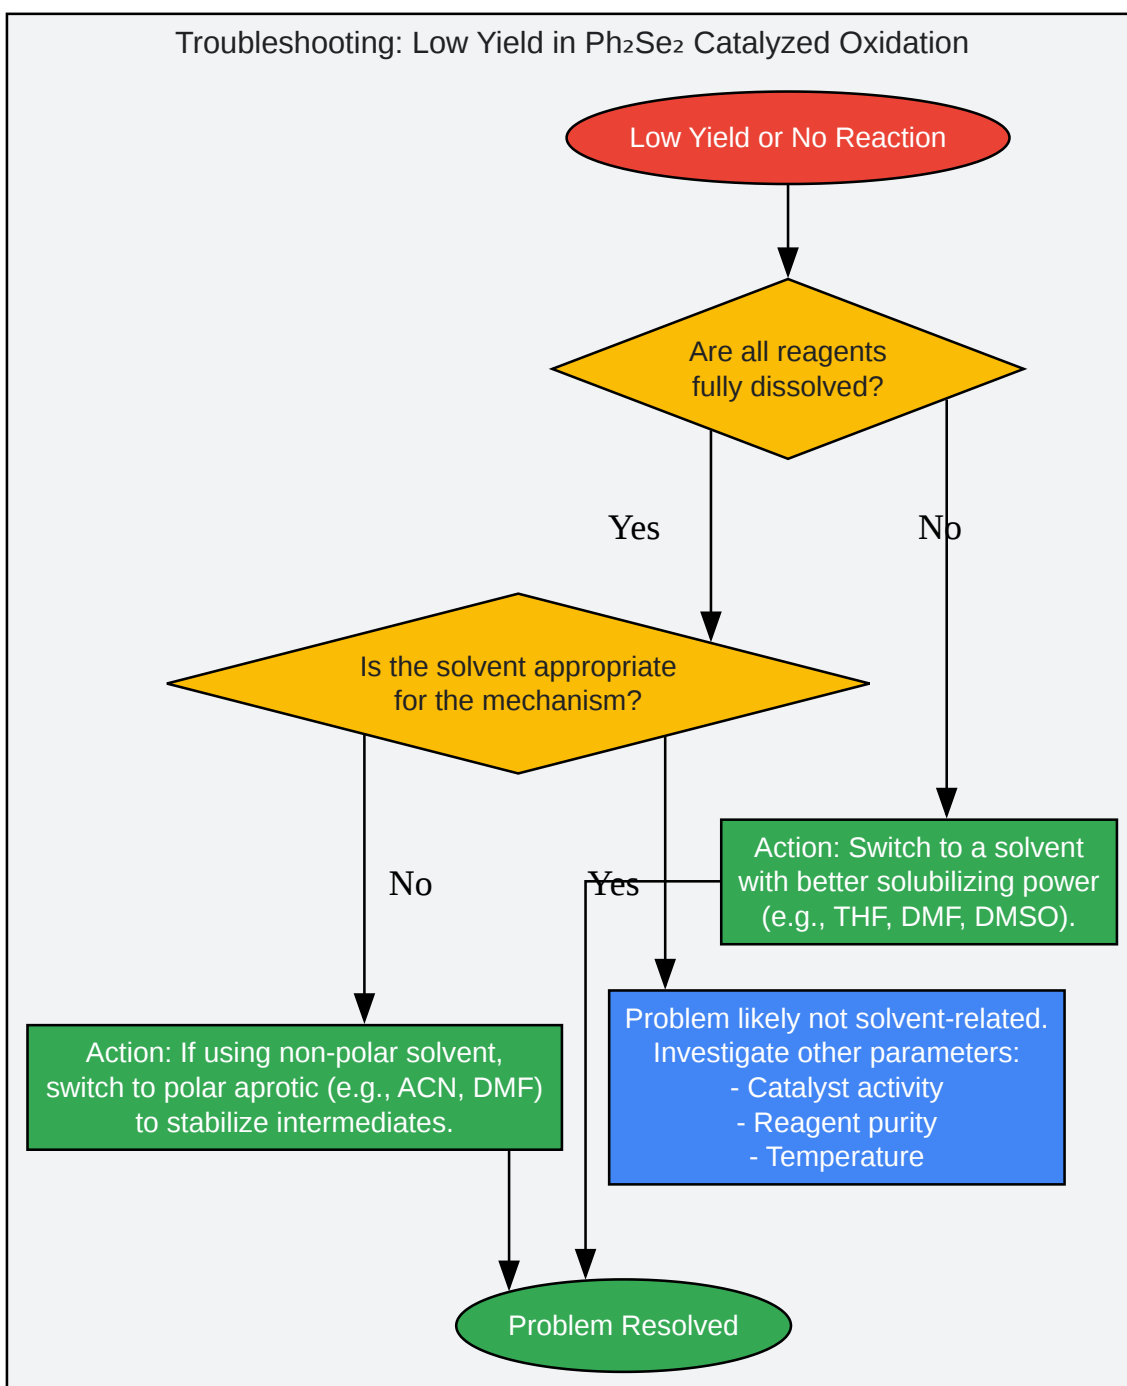 Troubleshooting: Low Yield in Ph₂Se₂ Catalyzed Oxidation
Low Yield or No Reaction
Are all reagents
fully dissolved?
Yes
No
Is the solvent appropriate
for the mechanism?
No
Yes
Action: Switch to a solvent
with better solubilizing power
(e.g., THF, DMF, DMSO).
Action: If using non-polar solvent,
switch to polar aprotic (e.g., ACN, DMF)
to stabilize intermediates.
Problem likely not solvent-related.
Investigate other parameters:
- Catalyst activity
- Reagent purity
- Temperature
Problem Resolved